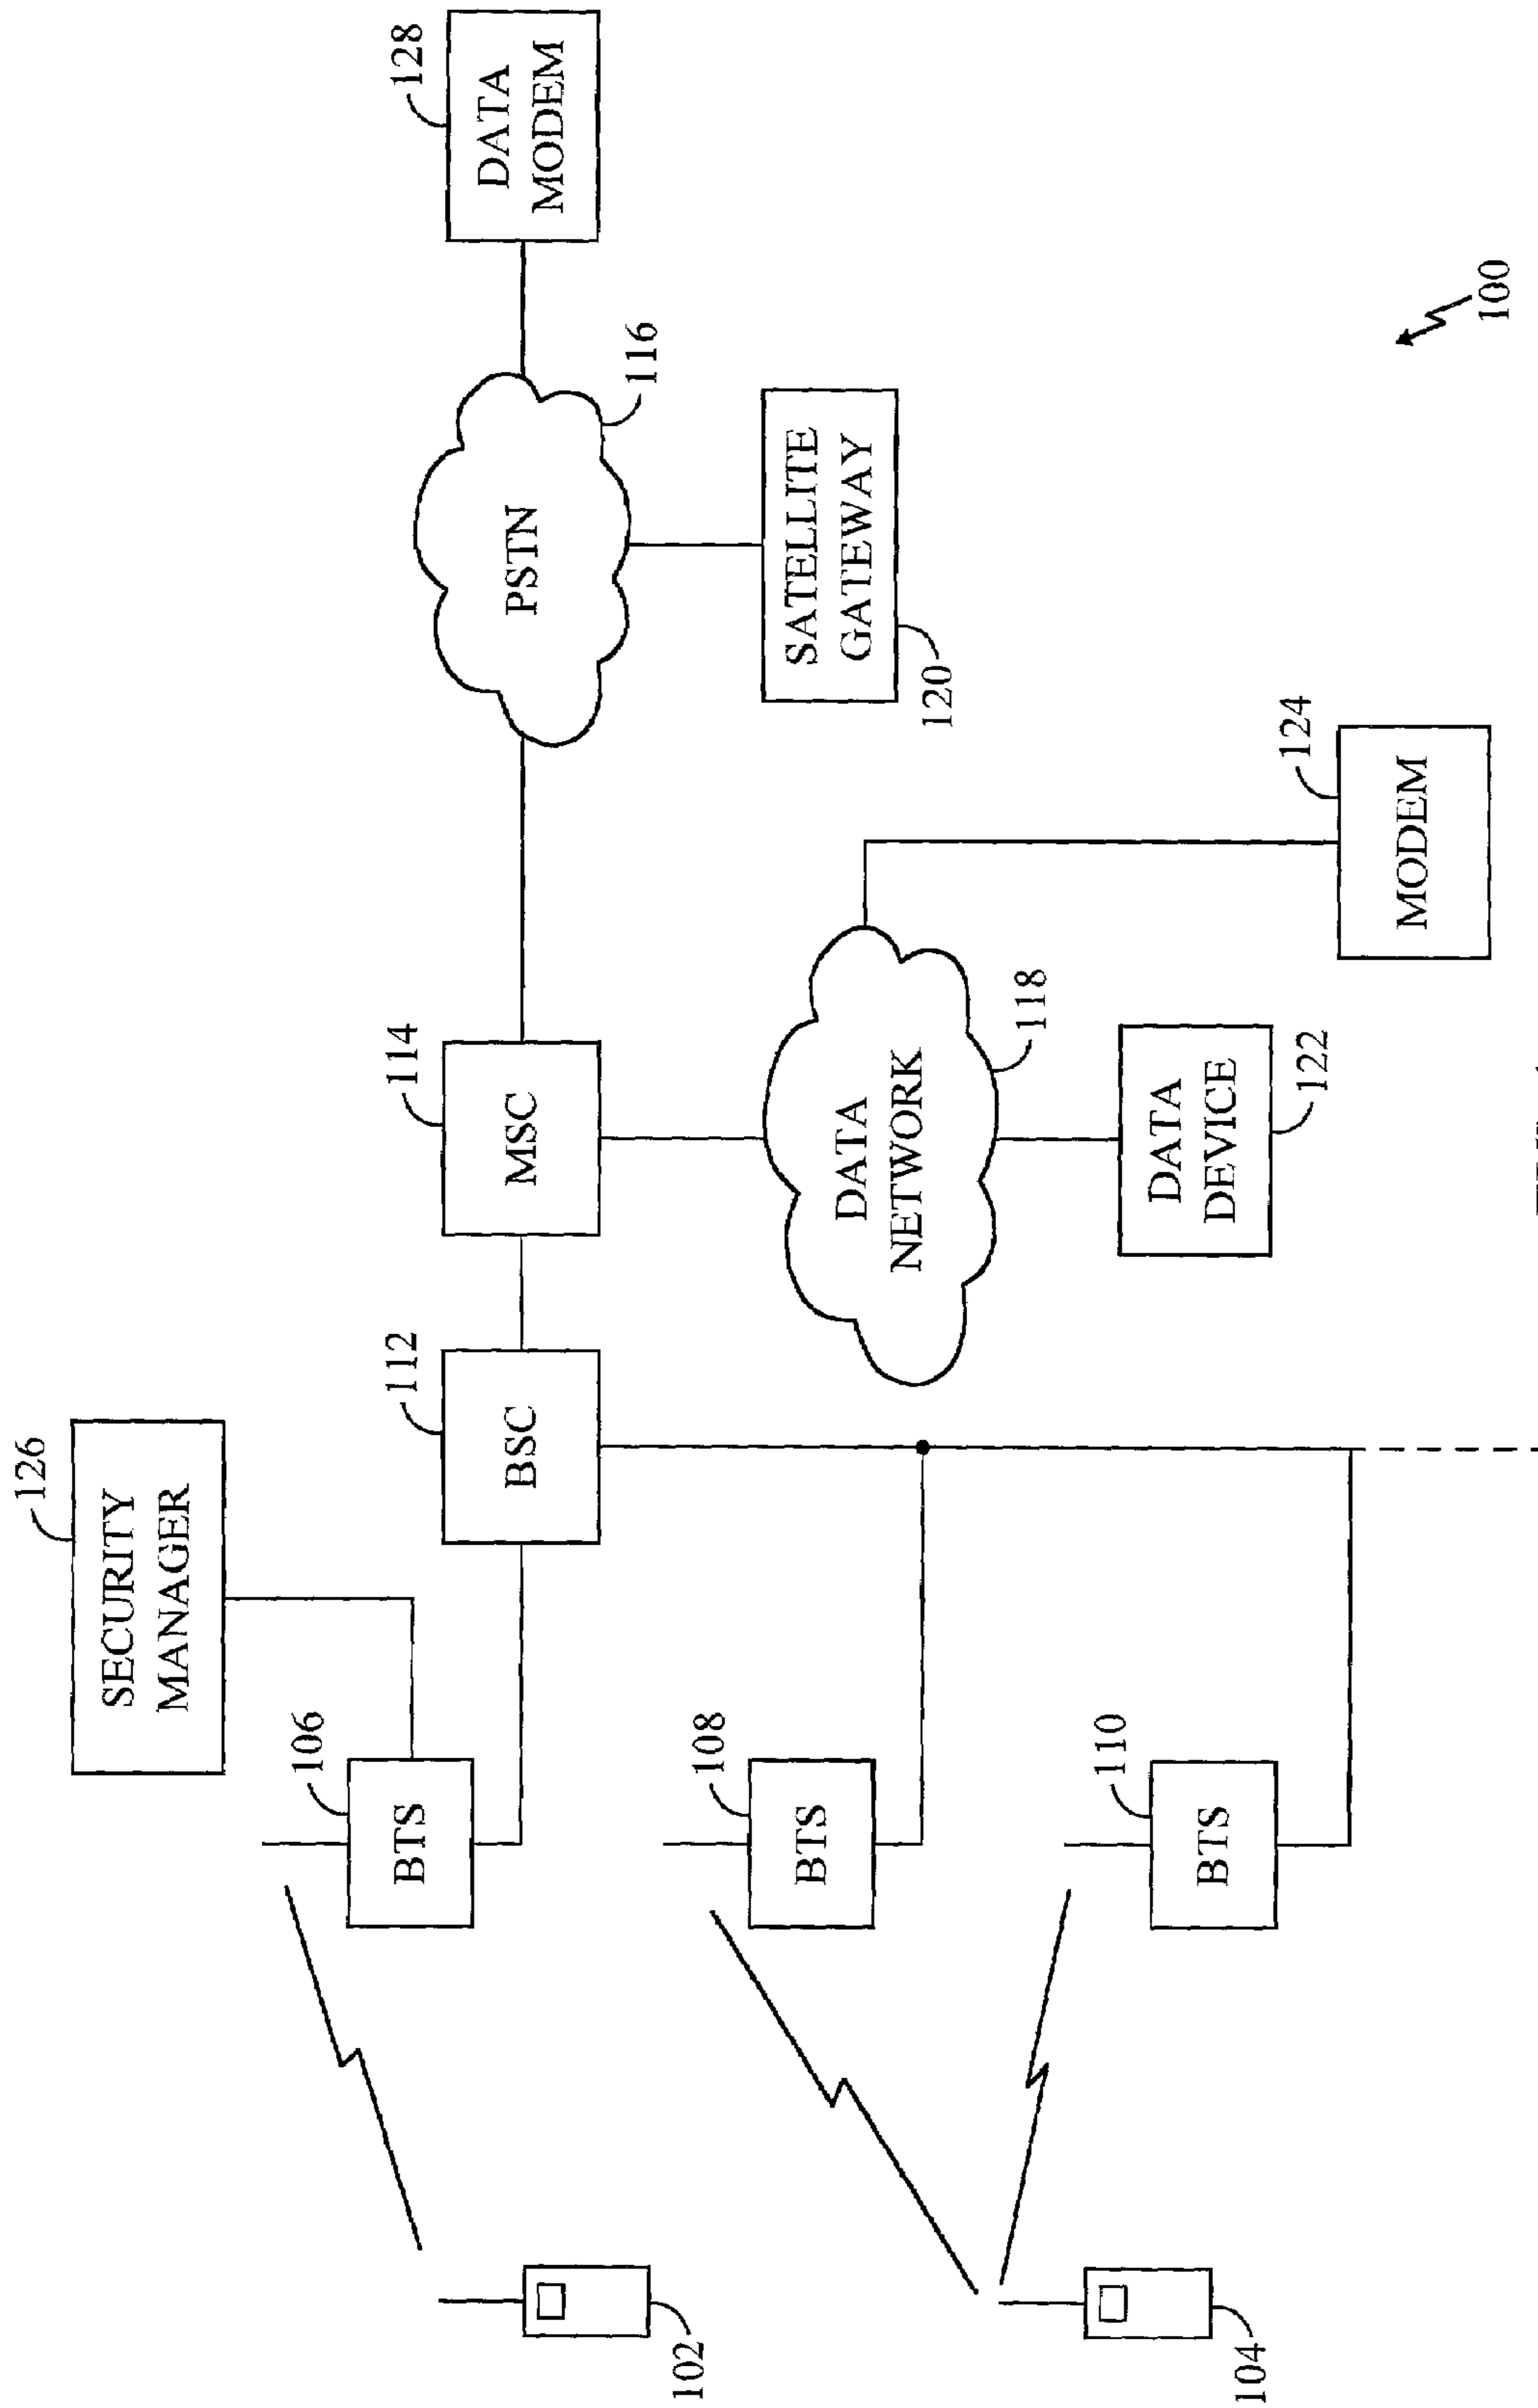 126
SECURITY
MANAGER
106
BTS
112
BSC
114
MSC
116
PSTN
128
DATA
MODEM
102
108
BTS
118
DATA
NETWORK
120
SATELLITE
GATEWAY
104
110
BTS
DATA
DEVICE
122
124
MODEM
100